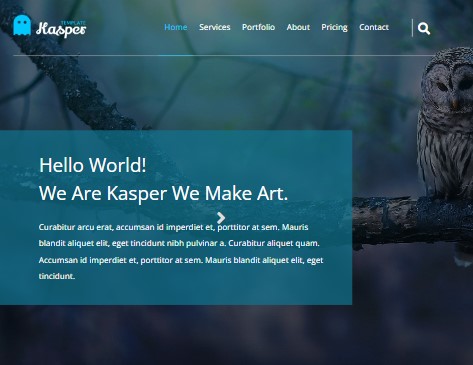 TEMPLATE
Kasper
Home Services Portfolio About Pricing Contact
Hello World!
We Are Kasper We Make Art.
Curabitur arcu erat, accumsan id imperdiet et, porttitor at sem. Mauris
blandit aliquet elit, eget tincidunt nibh pulvinar a. Curabitur aliquet quam.
Accumsan id imperdiet et, porttitor at sem. Mauris blandit aliquet elit, eget
tincidunt.